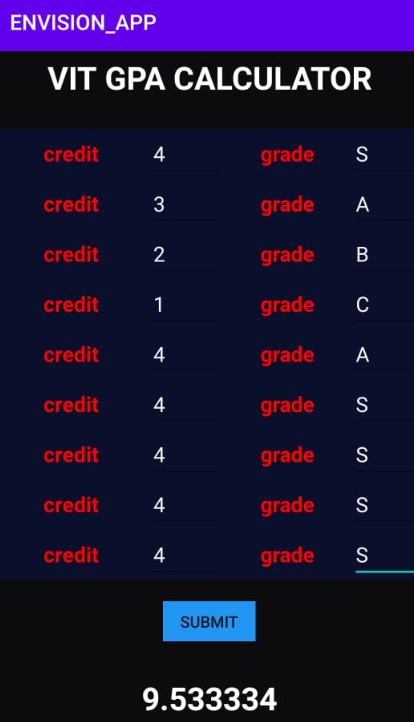 ENVISION_APP
VIT GPA CALCULATOR
credit 4 grade S
credit 3 grade A
credit 2 grade B
credit 1 grade C
credit 4 grade A
credit 4 grade S
credit 4 grade S
credit 4 grade S
credit 4 grade S
SUBMIT
9.533334